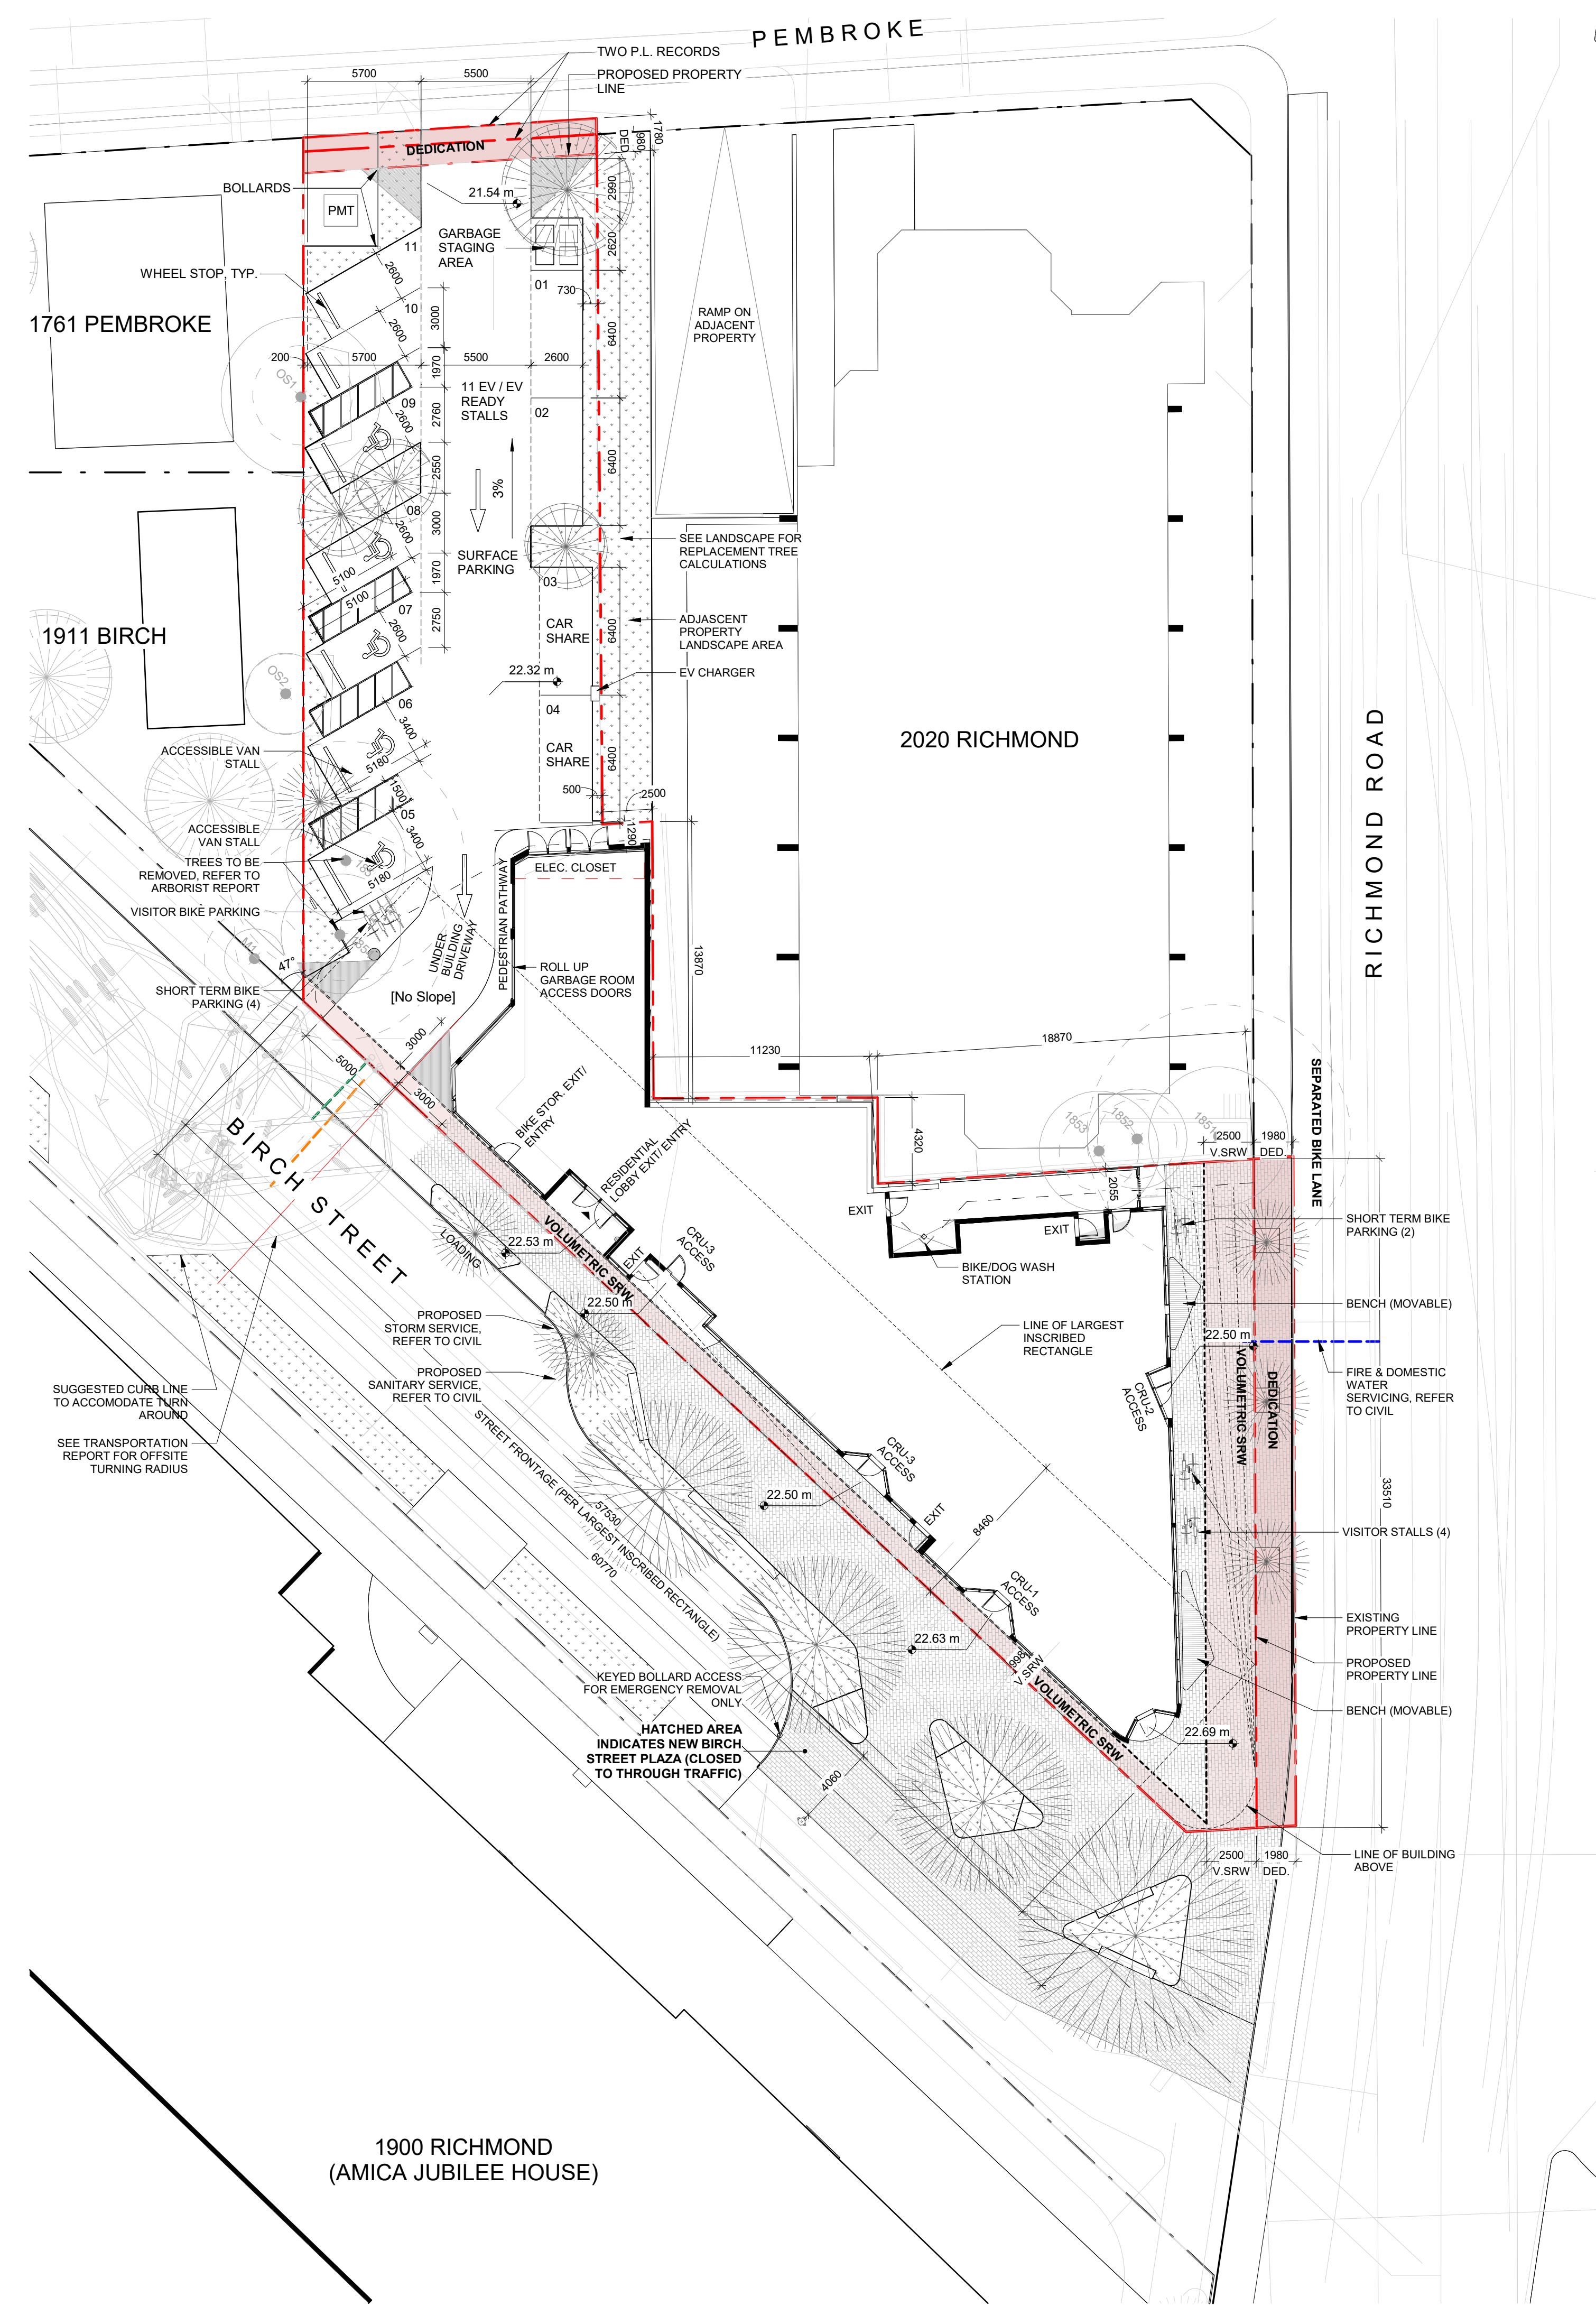 PEMBROKE
TWO P.L. RECORDS
PROPOSED PROPERTY
LINE
5700
5500
1780
DED
980
DEDICATION
2990
BOLLARDS
PMT
21.54 m
GARBAGE
STAGING
AREA
2620
11
WHEEL STOP, TYP.
2600
01
730
1761 PEMBROKE
10
3000
2600
6400
RAMP ON
ADJACENT
PROPERTY
200
5700
5500
2600
1970
OS1
11 EV / EV
READY
STALLS
09
02
2760
2600
6400
2550
3%
08
3000
2600
SURFACE
PARKING
SEE LANDSCAPE FOR
REPLACEMENT TREE
CALCULATIONS
5100
1970
03
5100
07
1911 BIRCH
2750
2600
CAR
SHARE
6400
ADJASCENT
PROPERTY
LANDSCAPE AREA
22.32 m
EV CHARGER
OS2
06
04
3400
2020 RICHMOND
RICHMOND ROAD
ACCESSIBLE VAN
STALL
5180
CAR
SHARE
6400
1500
500
2500
05
ACCESSIBLE
VAN STALL
3400
1290
TREES TO BE
REMOVED, REFER TO
ARBORIST REPORT
5180
ELEC. CLOSET
VISITOR BIKE PARKING
PEDESTRIAN PATHWAY
UNDER
BUILDING
DRIVEWAY
M1
47°
13870
ROLL UP
GARBAGE ROOM
ACCESS DOORS
SHORT TERM BIKE
PARKING (4)
[No Slope]
3000
5000
3000
11230
18870
SEPARATED BIKE LANE
BIRCH STREET
BIKE STOR. EXIT/
ENTRY
RESIDENTIAL
LOBBY EXIT/ ENTRY
4320
1853
1852
1851
2500
V.SRW
1980
DED.
2055
EXIT
EXIT
SHORT TERM BIKE
PARKING (2)
LOADING
22.53 m
VOLUMETRIC SRW
EXIT
CRU-3
ACCESS
BIKE/DOG WASH
STATION
22.50 m
BENCH (MOVABLE)
PROPOSED
STORM SERVICE,
REFER TO CIVIL
LINE OF LARGEST
INSCRIBED
RECTANGLE
22.50 m
VOLUMETRIC SRW
DEDICATION
FIRE & DOMESTIC
WATER
SERVICING, REFER
TO CIVIL
PROPOSED
SANITARY SERVICE,
REFER TO CIVIL
CRU-2
ACCESS
SUGGESTED CURB LINE
TO ACCOMODATE TURN
AROUND
SEE TRANSPORTATION
REPORT FOR OFFSITE
TURNING RADIUS
STREET FRONTAGE (PER LARGEST INSCRIBED RECTANGLE)
57530
60770
CRU-3
ACCESS
22.50 m
EXIT
8460
33510
VISITOR STALLS (4)
CRU-1
ACCESS
EXISTING
PROPERTY LINE
22.63 m
998
V.SRW
PROPOSED
PROPERTY LINE
KEYED BOLLARD ACCESS
FOR EMERGENCY REMOVAL
ONLY
VOLUMETRIC SRW
BENCH (MOVABLE)
22.69 m
HATCHED AREA
INDICATES NEW BIRCH
STREET PLAZA (CLOSED
TO THROUGH TRAFFIC)
4060
2500
V.SRW
1980
DED.
LINE OF BUILDING
ABOVE
1900 RICHMOND
(AMICA JUBILEE HOUSE)